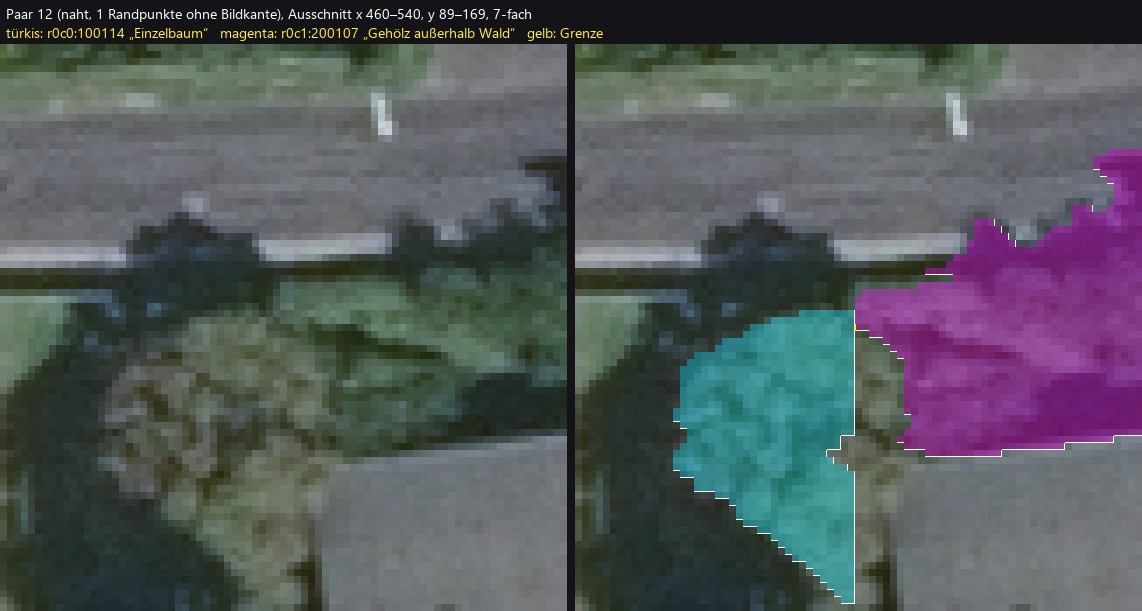 Paar 12 (naht, 1 Randpunkte ohne Bildkante), Ausschnitt x 460–540, y 89–169, 7-fach
türkis: r0c0:100114 „Einzelbaum“ magenta: r0c1:200107 „Gehölz außerhalb Wald“ gelb: Grenze